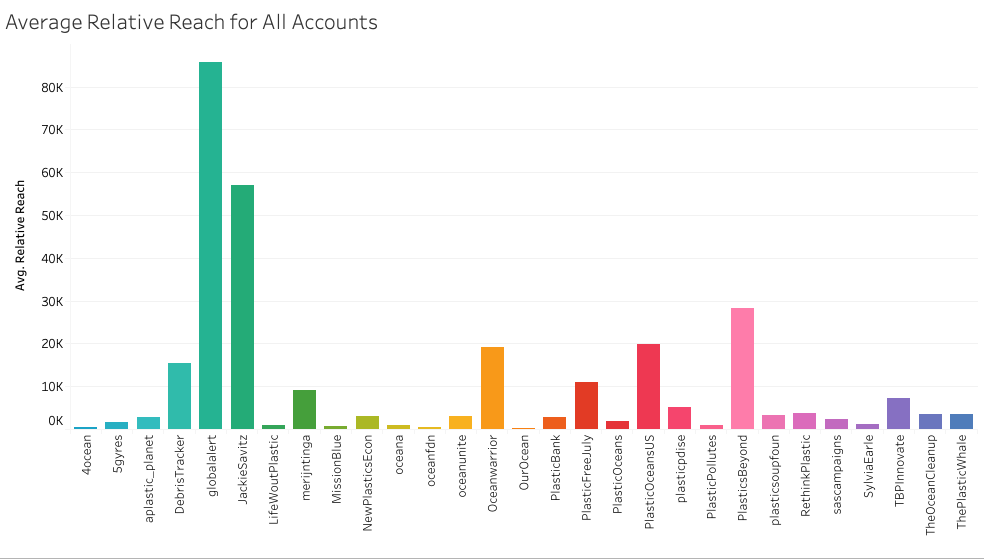 Average Relative Reach for All Accounts
80K
70K
60K
50K
40K
30K
20K
10K
0K
Avg. Relative Reach
4ocean
5gyres
aplastic_planet
DebrisTracker
globalalert
JackieSavitz
LifeWoutPlastic
merijntinga
MissionBlue
NewPlasticsEcon
oceana
oceanfdn
oceanunite
Oceanwarrior
OurOcean
PlasticBank
PlasticFreeJuly
PlasticOceans
PlasticOceansUS
plasticpdise
PlasticPollutes
PlasticsBeyond
plasticsoupfoun
RethinkPlastic
sascampaigns
SylviaEarle
TBPInnovate
TheOceanCleanup
ThePlasticWhale